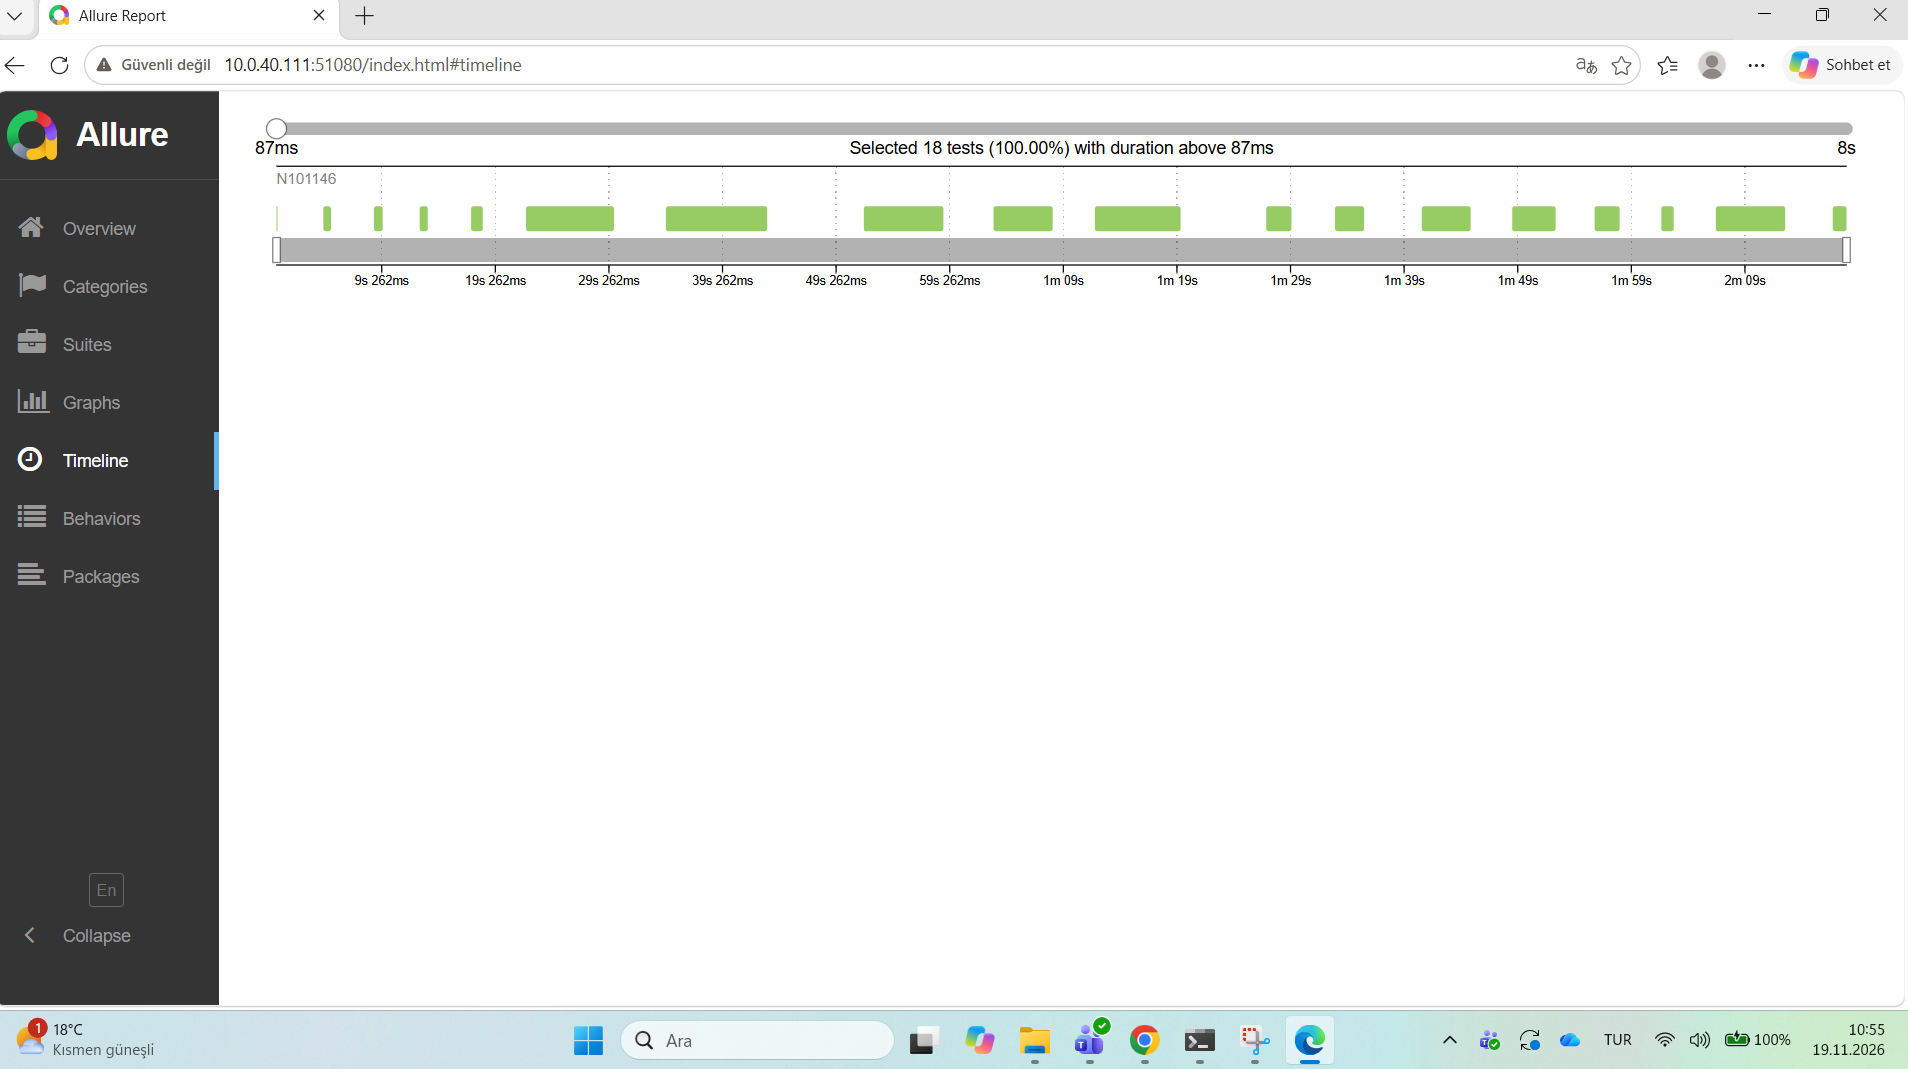 Allure Report
Güvenli değil 10.0.40.111:51080/index.html#timeline
Sohbet et
Allure
Overview
Categories
Suites
Graphs
Timeline
Behaviors
Packages
En
Collapse
87ms
Selected 18 tests (100.00%) with duration above 87ms
8s
N101146
9s 262ms 19s 262ms 29s 262ms 39s 262ms 49s 262ms 59s 262ms 1m 09s 1m 19s 1m 29s 1m 39s 1m 49s 1m 59s 2m 09s
1
18°C
Kısmen güneşli
Ara
TUR
100%
10:55
19.11.2026